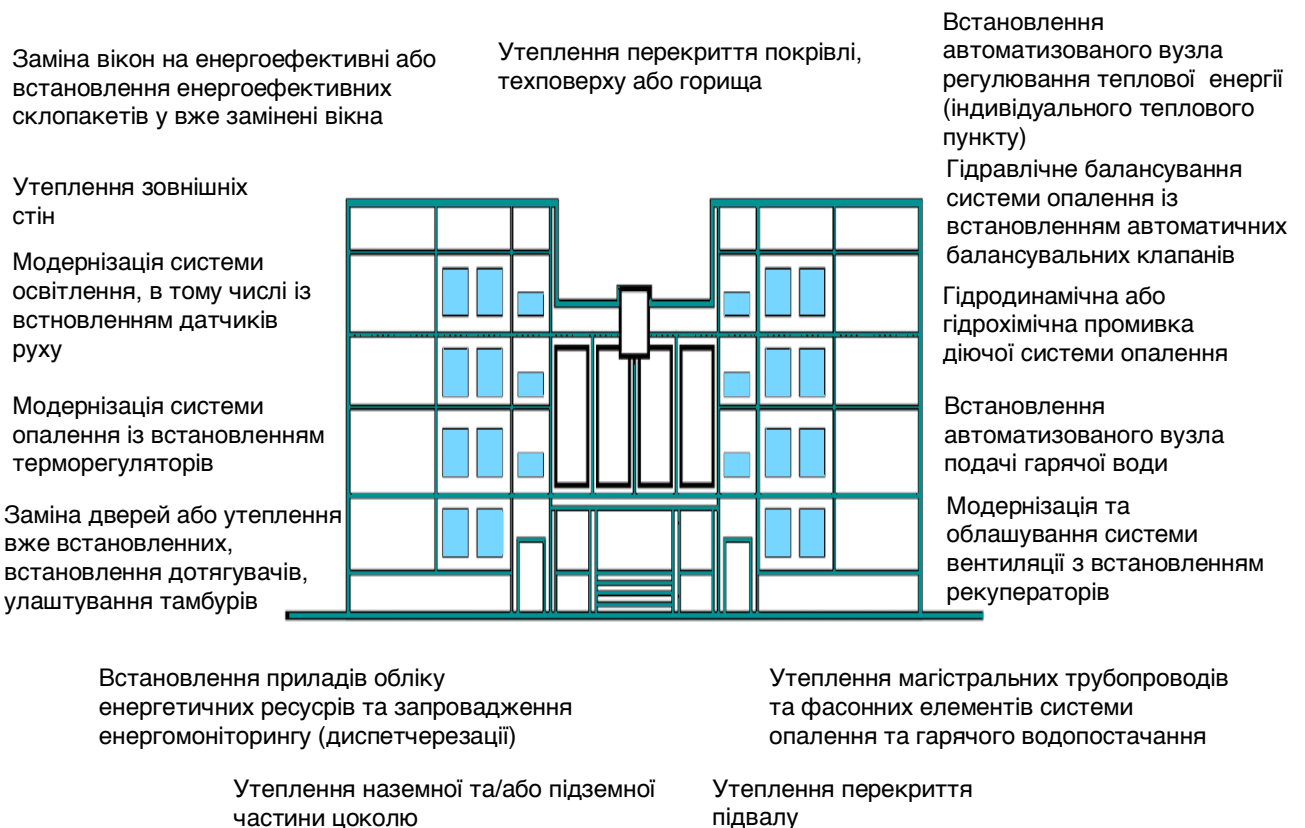 Заміна вікон на енергоефективні або
встановлення енергоефективних
склопакетів у вже замінені вікна
Утеплення перекриття покрівлі,
техповерху або горища
Встановлення
автоматизованого вузла
регулювання теплової енергії
(індивідуального теплового
пункту)
Утеплення зовнішніх
стін
Модернізація системи
освітлення, в тому числі із
встновленням датчиків
руху
Модернізація системи
опалення із встановленням
терморегуляторів
Заміна дверей або утеплення
вже встановленних,
встановлення дотягувачів,
улаштування тамбурів
Гідравлічне балансування
системи опалення із
встановленням автоматичних
балансувальних клапанів
Гідродинамічна або
гідрохімічна промивка
діючої системи опалення
Встановлення
автоматизованого вузла
подачі гарячої води
Модернізація та
облашування системи
вентиляції з встановленням
рекуператорів
Встановлення приладів обліку
енергетичних ресусрів та запровадження
енергомоніторингу (диспетчерезації)
Утеплення магістральних трубопроводів
та фасонних елементів системи
опалення та гарячого водопостачання
Утеплення наземної та/або підземної
частини цоколю
Утеплення перекриття
підвалу